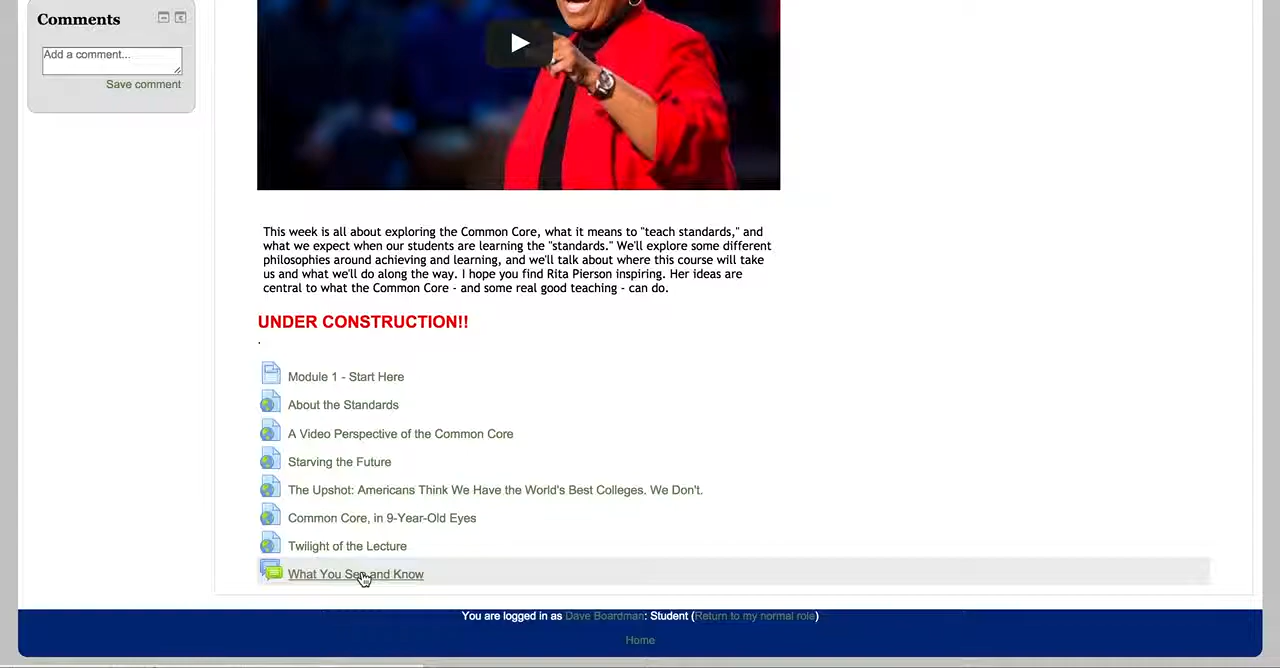 Comments
Add a comment...
Save comment
This week is all about exploring the Common Core, what it means to "teach standards," and
what we expect when our students are learning the "standards." We'll explore some different
philosophies around achieving and learning, and we'll talk about where this course will take
us and what we'll do along the way. I hope you find Rita Pierson inspiring. Her ideas are
central to what the Common Core - and some real good teaching - can do.
UNDER CONSTRUCTION!!
.
Module 1 - Start Here
About the Standards
A Video Perspective of the Common Core
Starving the Future
The Upshot: Americans Think We Have the World's Best Colleges. We Don't.
Common Core, in 9-Year-Old Eyes
Twilight of the Lecture
What You See and Know
You are logged in as Dave Boardman: Student (Return to my normal role)
Home